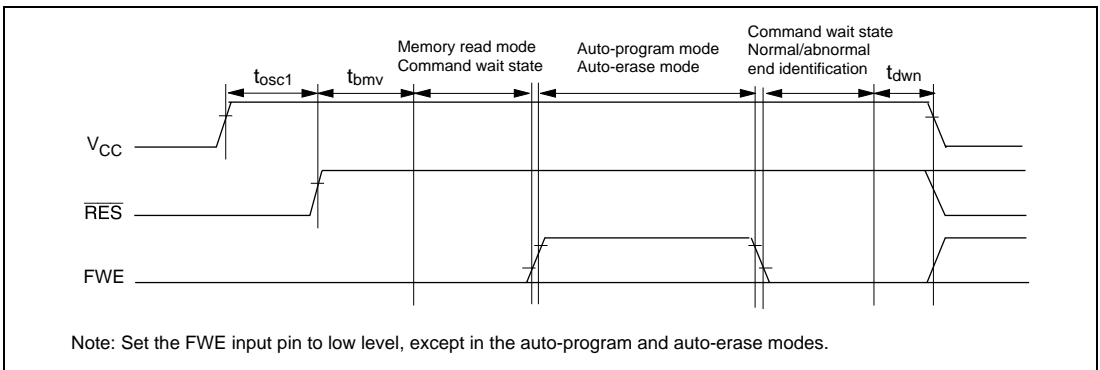 Memory read mode
Command wait state
Auto-program mode
Auto-erase mode
Command wait state
Normal/abnormal
end identification
tosc1
tbmv
tdwn
VCC
RES
FWE
Note: Set the FWE input pin to low level, except in the auto-program and auto-erase modes.